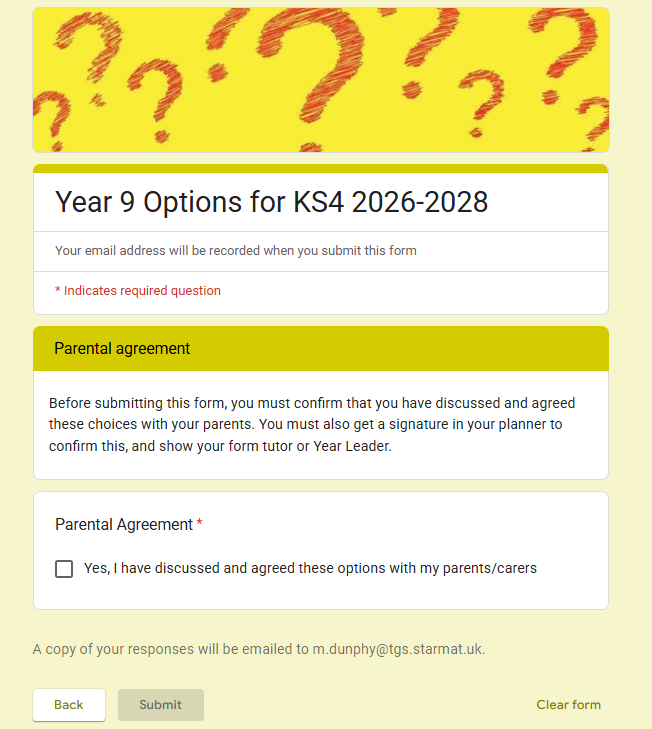 Year 9 Options for KS4 2026-2028
Your email address will be recorded when you submit this form
* Indicates required question
Parental agreement
Before submitting this form, you must confirm that you have discussed and agreed
these choices with your parents. You must also get a signature in your planner to
confirm this, and show your form tutor or Year Leader.
Parental Agreement *
Yes, I have discussed and agreed these options with my parents/carers
A copy of your responses will be emailed to m.dunphy@tgs.starmat.uk.
Back Submit Clear form